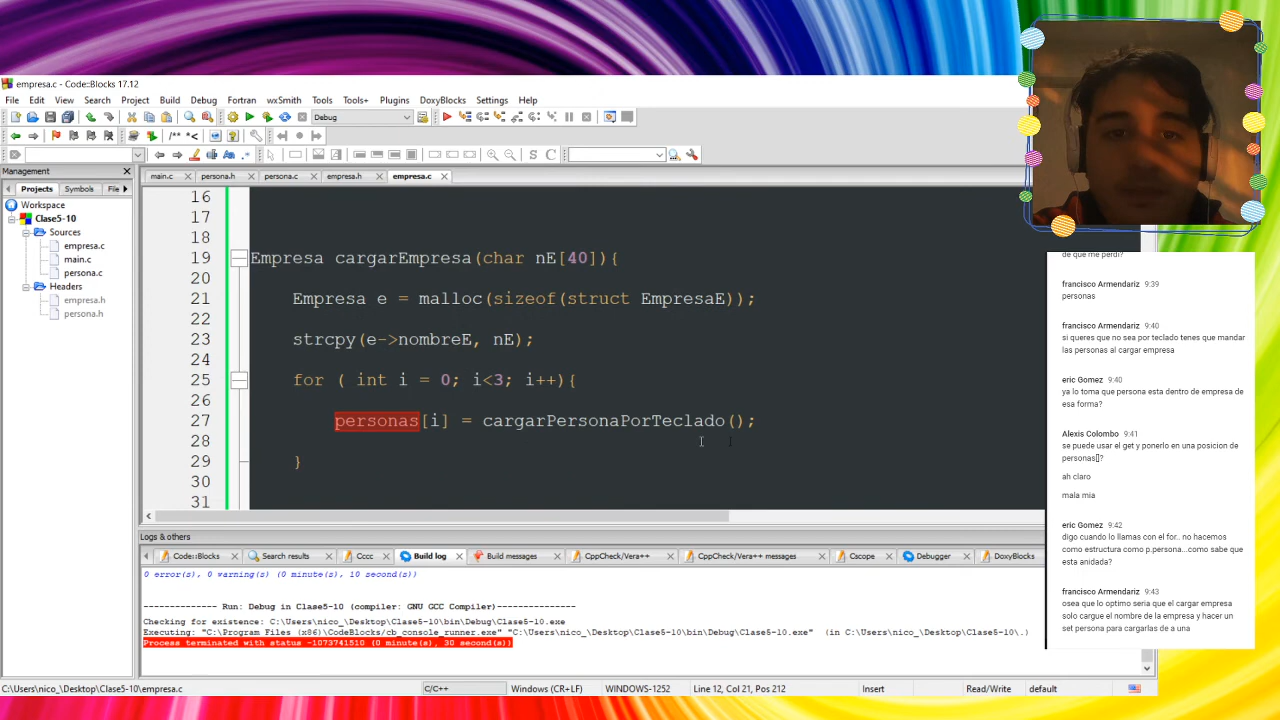 empresa.c - Code::Blocks 17.12
File Edit View Search Project Build Debug Fortran wxSmith Tools Tools+ Plugins DoxyBlocks Settings Help
Debug
Management
main.c persona.h persona.c empresa.h empresa.c
Projects Symbols File
Workspace
Clase5-10
Sources
empresa.c
main.c
persona.c
Headers
empresa.h
persona.h
16
17
18
19 Empresa cargarEmpresa(char nE[40]){
20
21 Empresa e = malloc(sizeof(struct EmpresaE));
22
23 strcpy(e->nombreE, nE);
24
25 for ( int i = 0; i<3; i++){
26
27 personas[i] = cargarPersonaPorTeclado();
28
29 }
30
31
Logs & others
Code::Blocks Search results Cccc Build log Build messages CppCheck/Vera++ CppCheck/Vera++ messages Cscope Debugger DoxyBlocks
0 error(s), 0 warning(s) (0 minute(s), 10 second(s))
-------------- Run: Debug in Clase5-10 (compiler: GNU GCC Compiler)---------------
Checking for existence: C:\Users\nico_\Desktop\Clase5-10\bin\Debug\Clase5-10.exe
Executing: "C:\Program Files (x86)\CodeBlocks/cb_console_runner.exe" "C:\Users\nico_\Desktop\Clase5-10\bin\Debug\Clase5-10.exe" (in C:\Users\nico_\Desktop\Clase5-10\.)
Process terminated with status -1073741510 (0 minute(s), 30 second(s))
C:\Users\nico_\Desktop\Clase5-10\empresa.c C/C++ Windows (CR+LF) WINDOWS-1252 Line 12, Col 21, Pos 212 Insert Read/Write default
de que me perdi?
francisco Armendariz 9:39
personas
francisco Armendariz 9:40
si queres que no sea por teclado tenes que mandar
las personas al cargar empresa
eric Gomez 9:40
ya lo toma que persona esta dentro de empresa de
esa forma?
Alexis Colombo 9:41
se puede usar el get y ponerlo en una posicion de
personas[]?
ah claro
mala mia
eric Gomez 9:42
digo cuando lo llamas con el for.. no hacemos
como estructura como p.persona...como sabe que
esta anidada?
francisco Armendariz 9:43
osea que lo optimo seria que el cargar empresa
solo cargue el nombre de la empresa y hacer un
set persona para cargarlas de a una